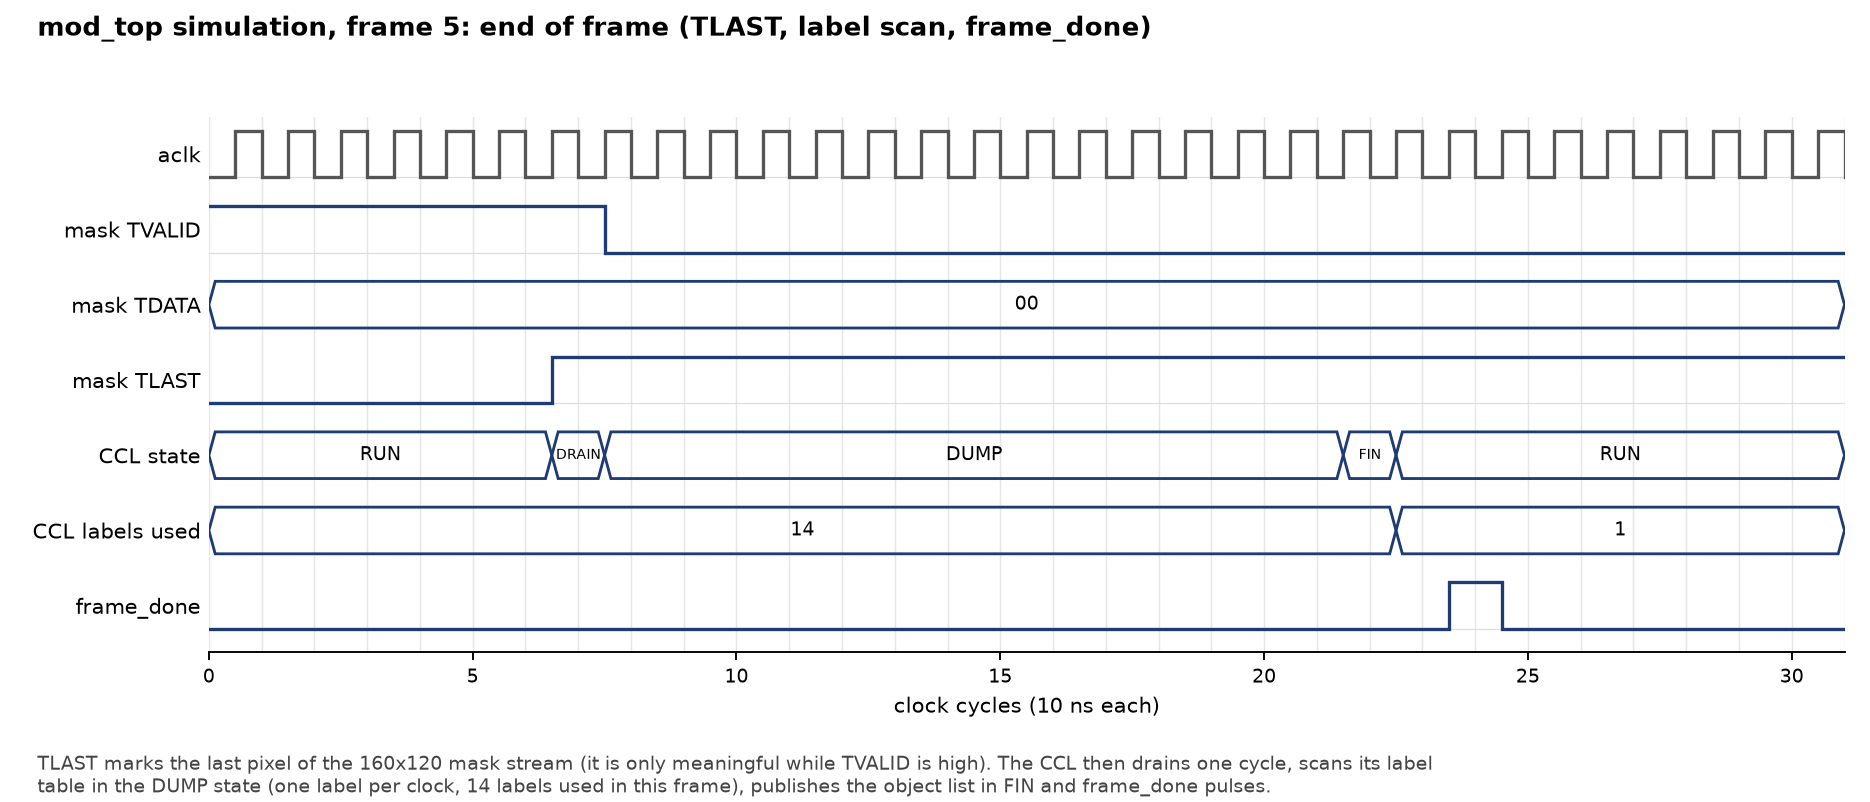 mod_top simulation, frame 5: end of frame (TLAST, label scan, frame_done)
aclk
mask TVALID
mask TDATA
00
mask TLAST
CCL state
RUN
DRAIN
DUMP
FIN
RUN
CCL labels used
14
1
frame_done
0
5
10
15
20
25
30
clock cycles (10 ns each)
TLAST marks the last pixel of the 160x120 mask stream (it is only meaningful while TVALID is high). The CCL then drains one cycle, scans its label
table in the DUMP state (one label per clock, 14 labels used in this frame), publishes the object list in FIN and frame_done pulses.